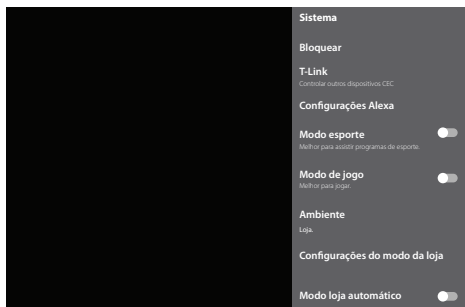 Sistema
Bloquear
T-Link
Controlar outros dispositivos CEC
Configurações Alexa
Modo esporte
Melhor para assistir programas de esporte.
Modo de jogo
Melhor para jogar.
Ambiente
Loja.
Configurações do modo da loja
Modo loja automático